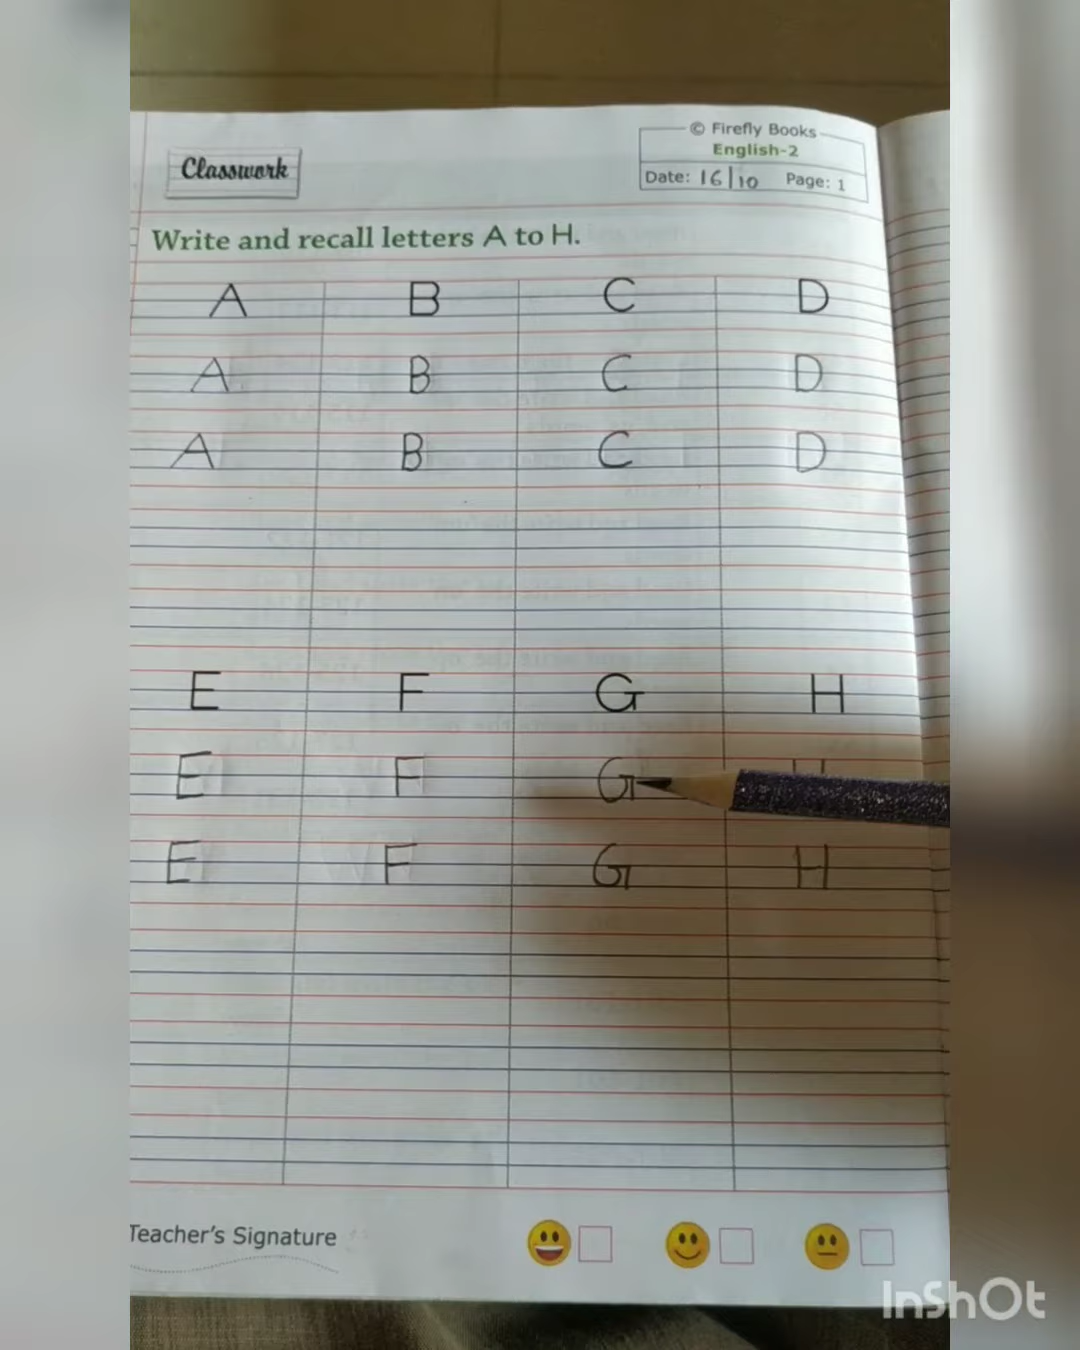 © Firefly Books
Classwork
English-2
Date: 16/10 Page: 1
Write and recall letters A to H.
A B C D
A B C D
A B C D
E F G H
E F G H
E F G H
Teacher's Signature
InShOt